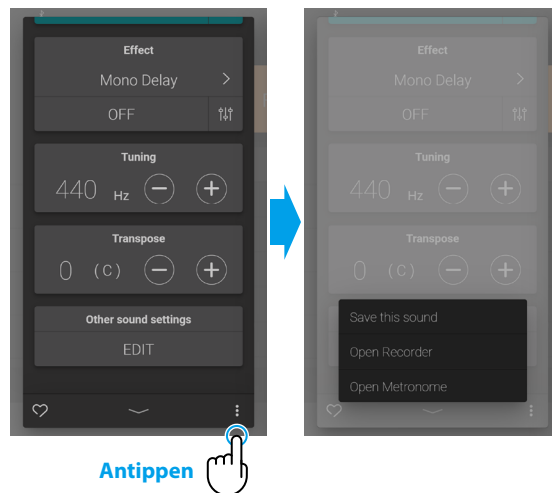 Effect
Mono Delay
OFF
Tuning
440 Hz
Transpose
0 (C)
Other sound settings
EDIT
Antippen
Effect
Mono Delay
OFF
Tuning
440 Hz
Transpose
0 (C)
Save this sound
Open Recorder
Open Metronome